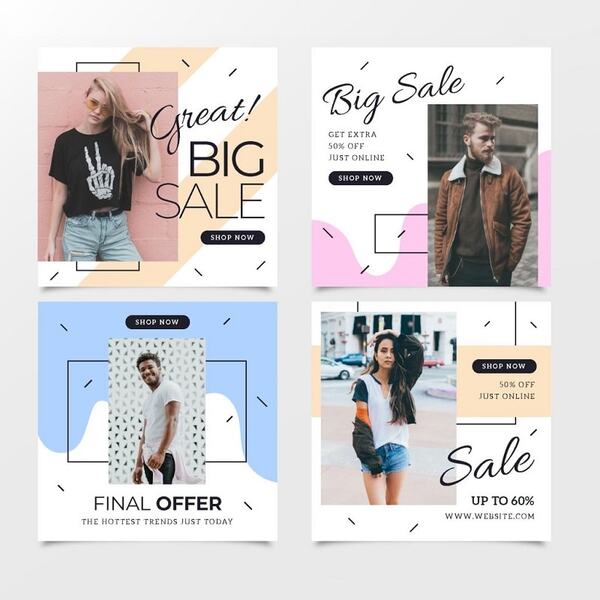 Great!
BIG
SALE
SHOP NOW
Big Sale
GET EXTRA
50% OFF
JUST ONLINE
SHOP NOW
SHOP NOW
FINAL OFFER
THE HOTTEST TRENDS JUST TODAY
SHOP NOW
50% OFF
JUST ONLINE
Sale
UP TO 60%
WWW.WEBSITE.COM